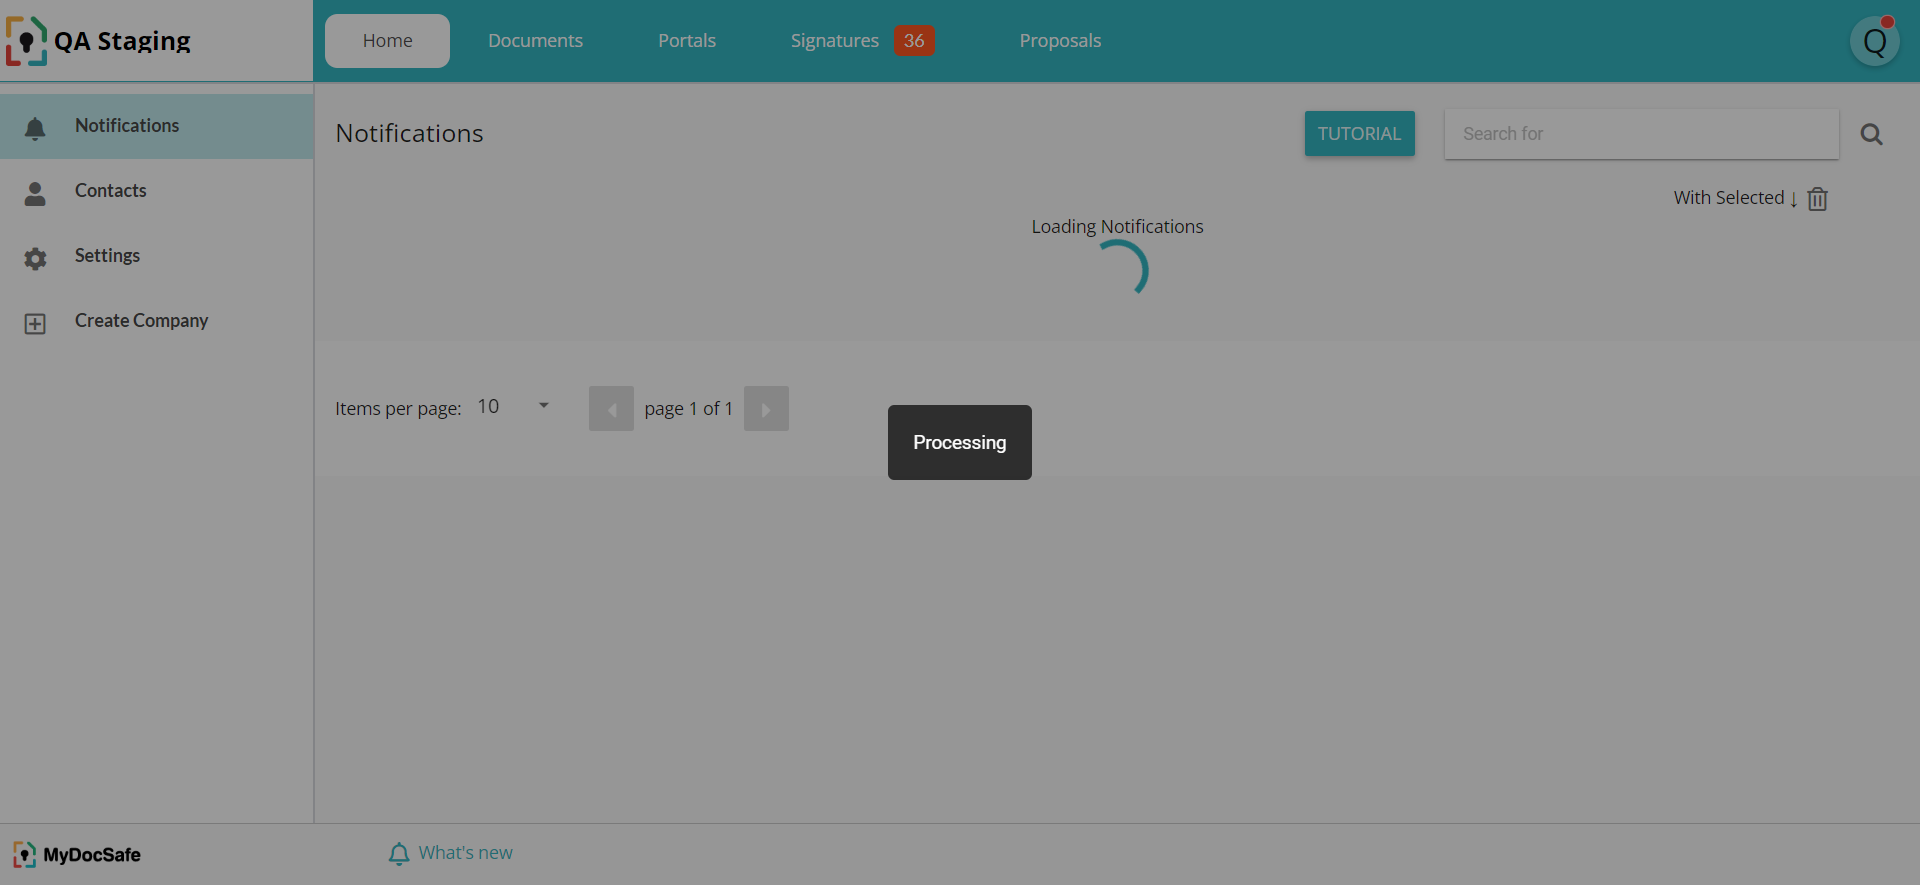 QA Staging
Home
Documents
Portals
Signatures 36
Proposals
Q
Notifications
Contacts
Settings
Create Company
Notifications
TUTORIAL
Search for
With Selected ↓
Loading Notifications
Items per page: 10
page 1 of 1
Processing
MyDocSafe
What's new